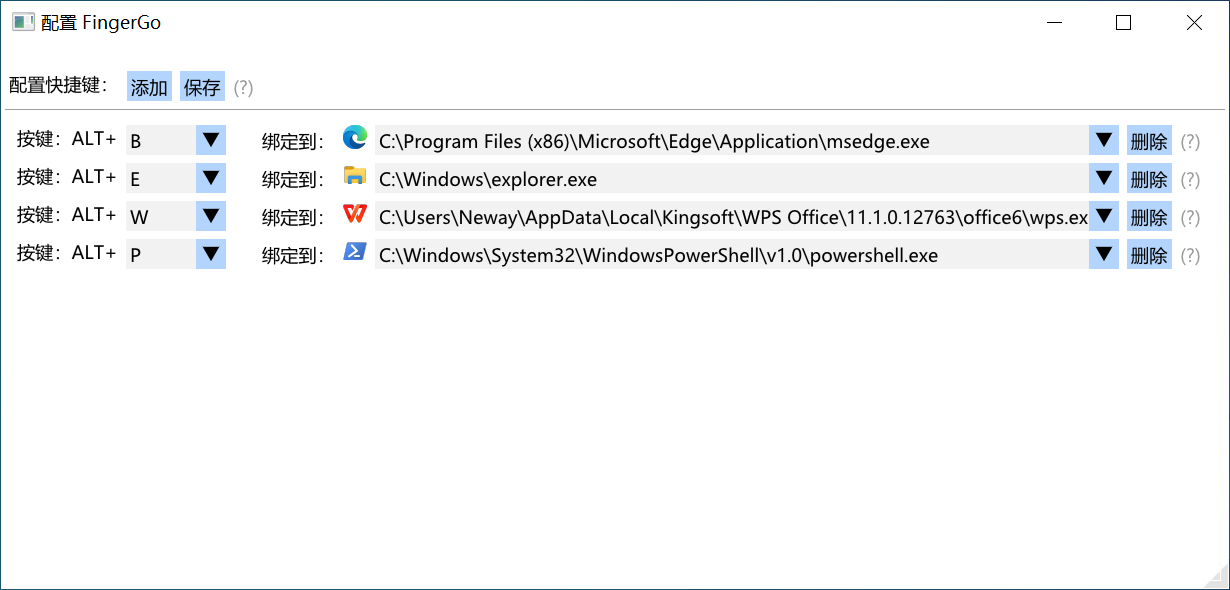 配置 FingerGo
配置快捷键： 添加 保存 (?)
按键：ALT+ B 绑定到： C:\Program Files (x86)\Microsoft\Edge\Application\msedge.exe 删除 (?)
按键：ALT+ E 绑定到： C:\Windows\explorer.exe 删除 (?)
按键：ALT+ W 绑定到： C:\Users\Neway\AppData\Local\Kingsoft\WPS Office\11.1.0.12763\office6\wps.ex 删除 (?)
按键：ALT+ P 绑定到： C:\Windows\System32\WindowsPowerShell\v1.0\powershell.exe 删除 (?)